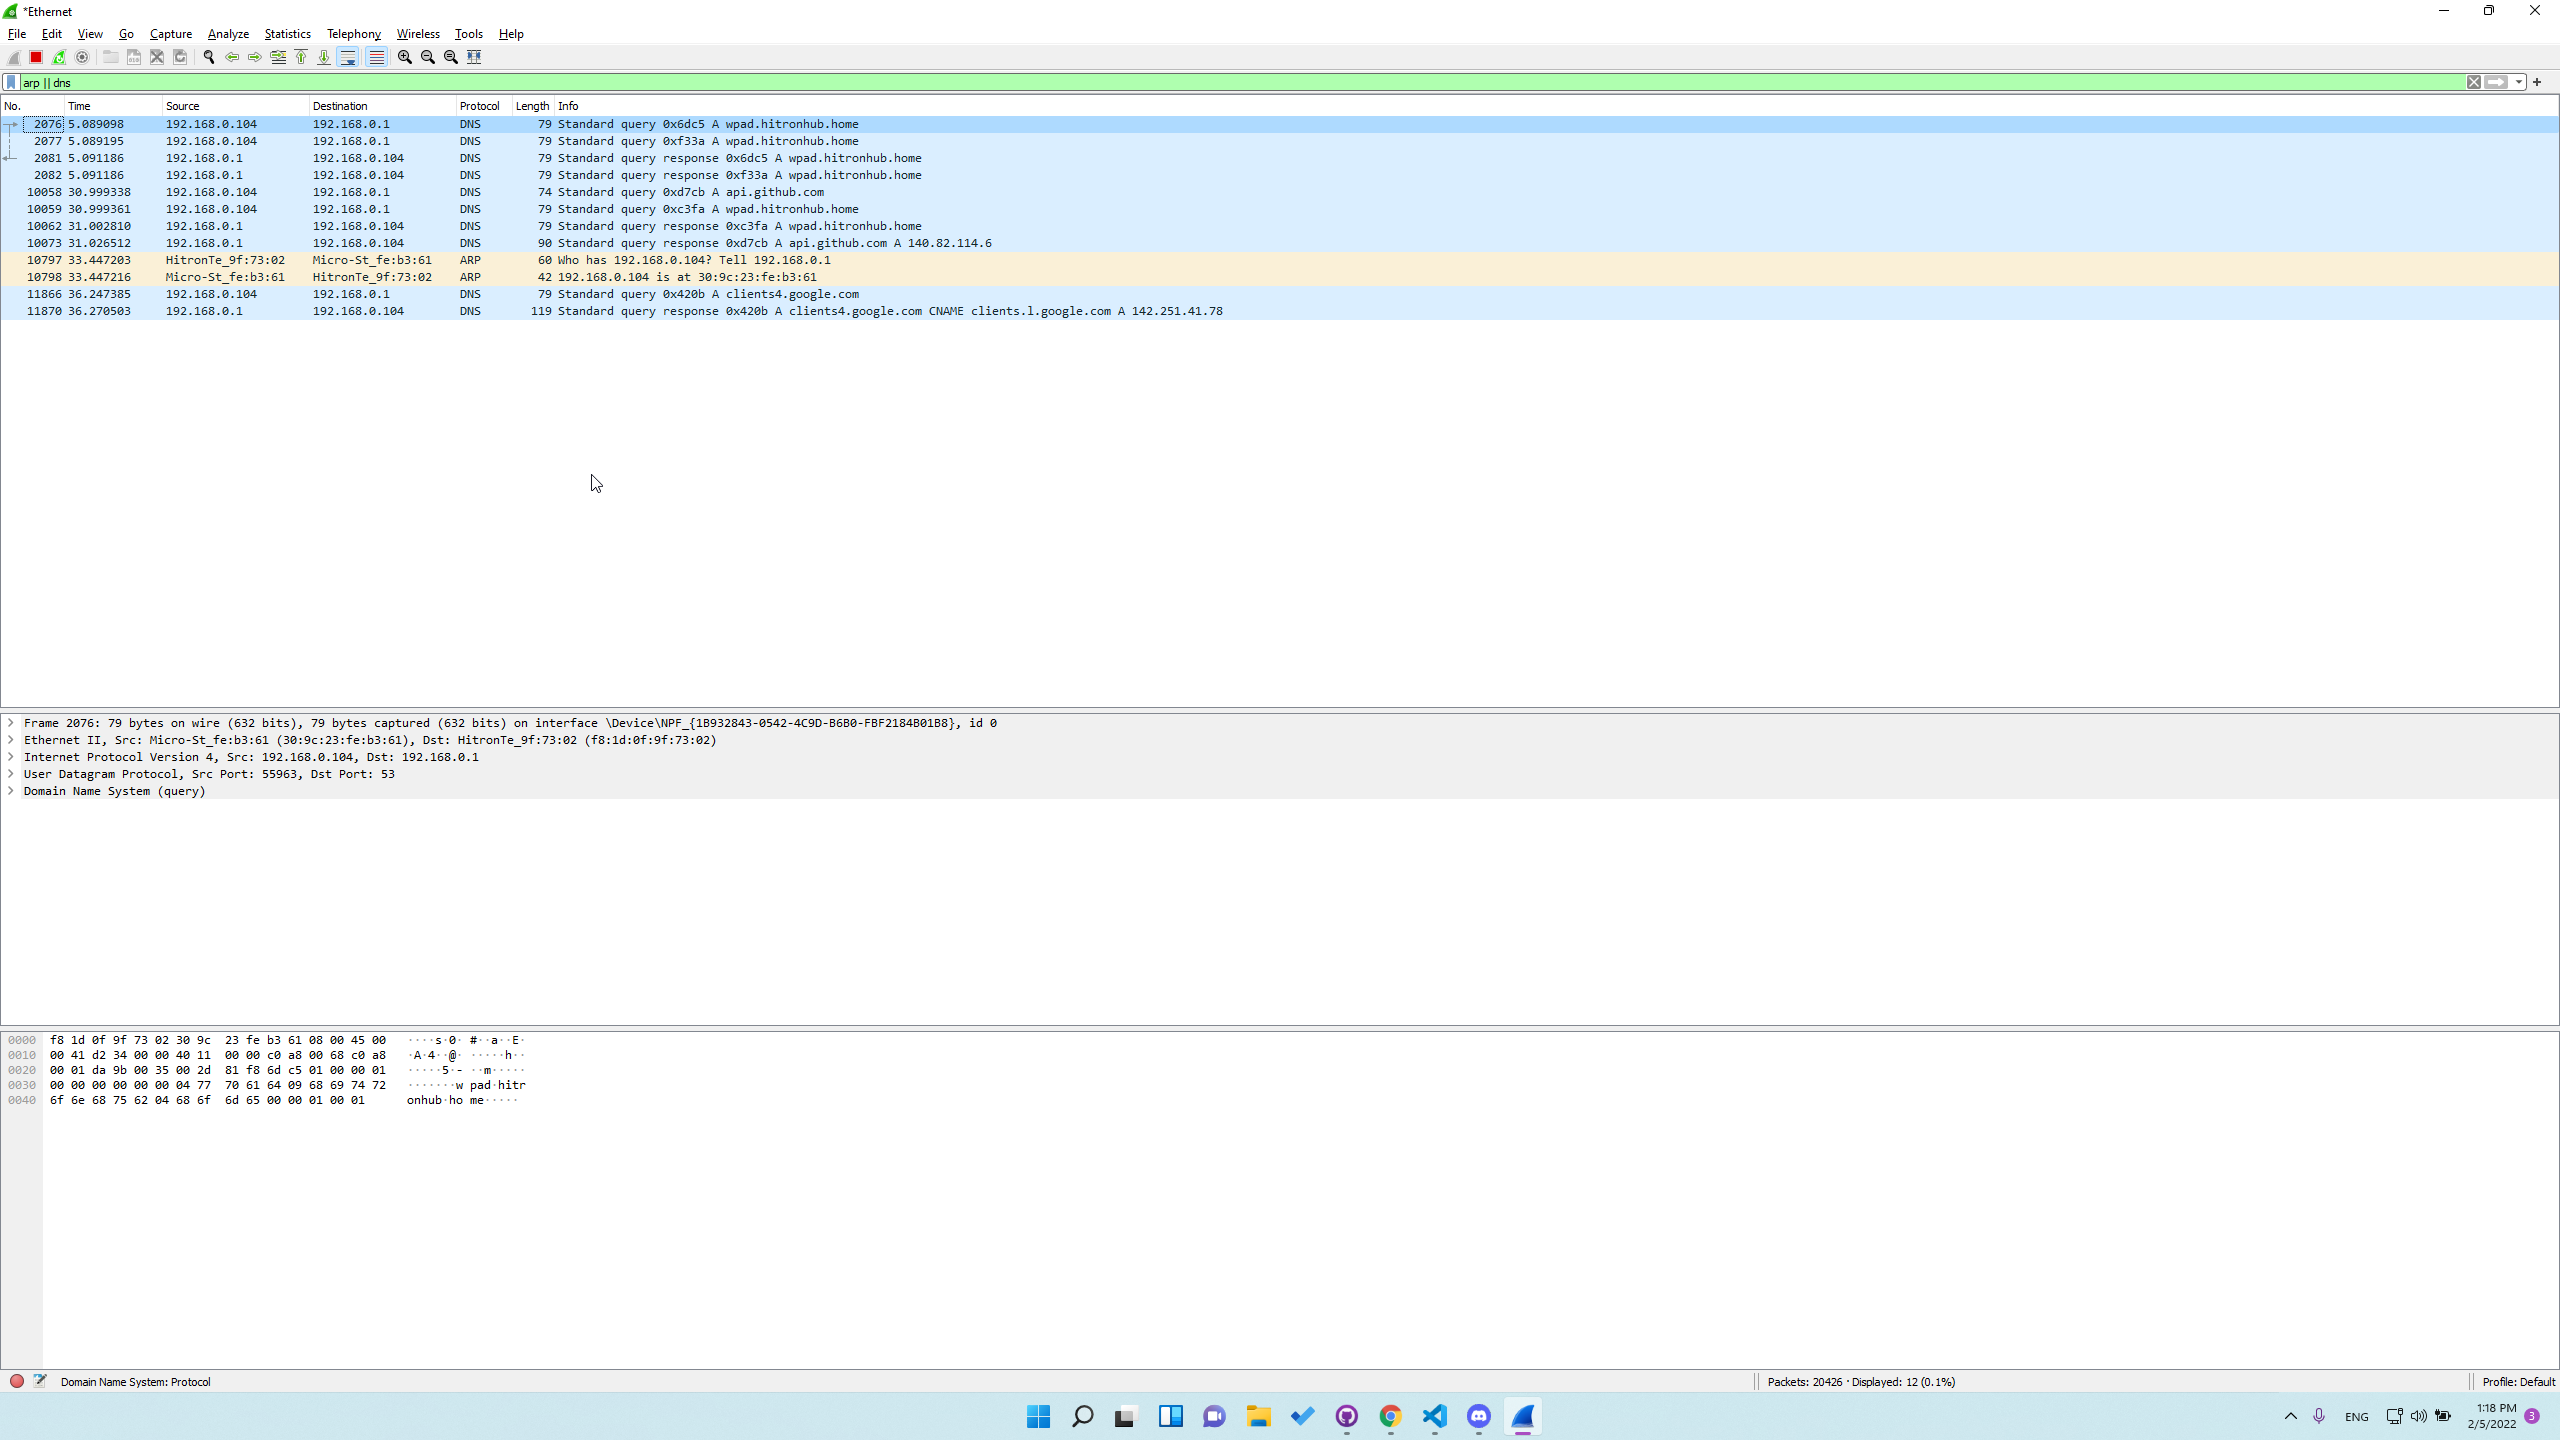 *Ethernet
File Edit View Go Capture Analyze Statistics Telephony Wireless Tools Help
arp || dns
No. Time Source Destination Protocol Length Info
2076 5.089098 192.168.0.104 192.168.0.1 DNS 79 Standard query 0x6dc5 A wpad.hitronhub.home
2077 5.089195 192.168.0.104 192.168.0.1 DNS 79 Standard query 0xf33a A wpad.hitronhub.home
2081 5.091186 192.168.0.1 192.168.0.104 DNS 79 Standard query response 0x6dc5 A wpad.hitronhub.home
2082 5.091186 192.168.0.1 192.168.0.104 DNS 79 Standard query response 0xf33a A wpad.hitronhub.home
10058 30.999338 192.168.0.104 192.168.0.1 DNS 74 Standard query 0xd7cb A api.github.com
10059 30.999361 192.168.0.104 192.168.0.1 DNS 79 Standard query 0xc3fa A wpad.hitronhub.home
10062 31.002810 192.168.0.1 192.168.0.104 DNS 79 Standard query response 0xc3fa A wpad.hitronhub.home
10073 31.026512 192.168.0.1 192.168.0.104 DNS 90 Standard query response 0xd7cb A api.github.com A 140.82.114.6
10797 33.447203 HitronTe_9f:73:02 Micro-St_fe:b3:61 ARP 60 Who has 192.168.0.104? Tell 192.168.0.1
10798 33.447216 Micro-St_fe:b3:61 HitronTe_9f:73:02 ARP 42 192.168.0.104 is at 30:9c:23:fe:b3:61
11866 36.247385 192.168.0.104 192.168.0.1 DNS 79 Standard query 0x420b A clients4.google.com
11870 36.270503 192.168.0.1 192.168.0.104 DNS 119 Standard query response 0x420b A clients4.google.com CNAME clients.l.google.com A 142.251.41.78
Frame 2076: 79 bytes on wire (632 bits), 79 bytes captured (632 bits) on interface \Device\NPF_{1B932843-0542-4C9D-B6B0-FBF2184B01B8}, id 0
Ethernet II, Src: Micro-St_fe:b3:61 (30:9c:23:fe:b3:61), Dst: HitronTe_9f:73:02 (f8:1d:0f:9f:73:02)
Internet Protocol Version 4, Src: 192.168.0.104, Dst: 192.168.0.1
User Datagram Protocol, Src Port: 55963, Dst Port: 53
Domain Name System (query)
0000 f8 1d 0f 9f 73 02 30 9c 23 fe b3 61 08 00 45 00 ····s·0· #··a··E·
0010 00 41 d2 34 00 00 40 11 00 00 c0 a8 00 68 c0 a8 ·A·4··@· ·····h··
0020 00 01 da 9b 00 35 00 2d 81 f8 6d c5 01 00 00 01 ·····5·- ··m·····
0030 00 00 00 00 00 00 04 77 70 61 64 09 68 69 74 72 ·······w pad·hitr
0040 6f 6e 68 75 62 04 68 6f 6d 65 00 00 01 00 01 onhub·ho me·····
Domain Name System: Protocol
Packets: 20426 · Displayed: 12 (0.1%)
Profile: Default
ENG
1:18 PM
2/5/2022
3